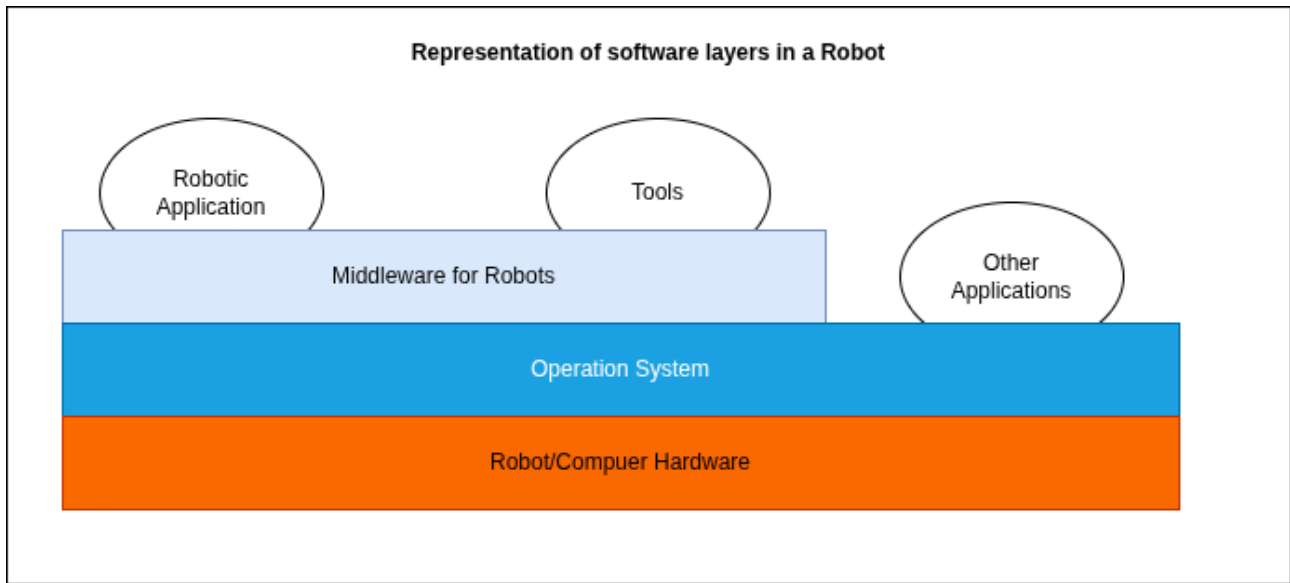 Representation of software layers in a Robot
Robotic
Application
Tools
Other
Applications
Middleware for Robots
Operation System
Robot/Compuer Hardware